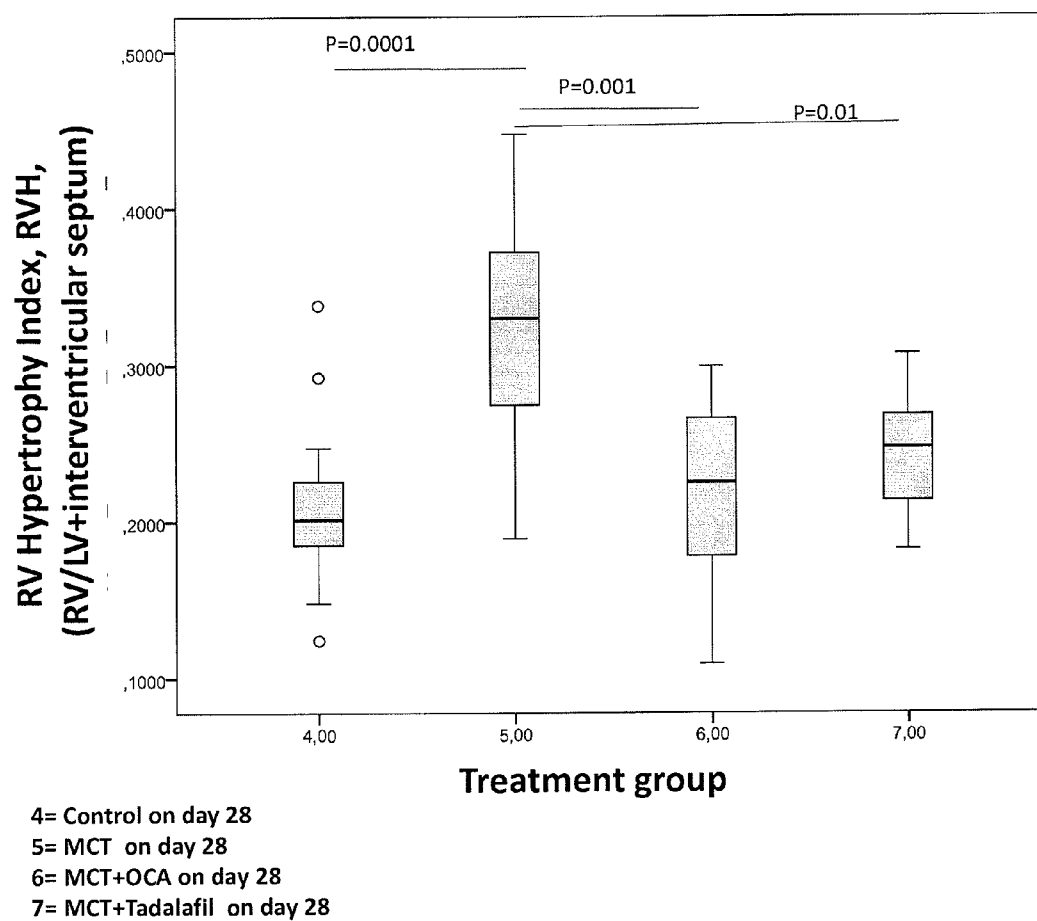 P=0.0001
P=0.001
P=0.01
RV Hypertrophy Index, RVH,
(RV/LV+interventricular septum)
,5000
,4000
,3000
,2000
,1000
4,00 5,00 6,00 7,00
Treatment group
4= Control on day 28
5= MCT on day 28
6= MCT+OCA on day 28
7= MCT+Tadalafil on day 28